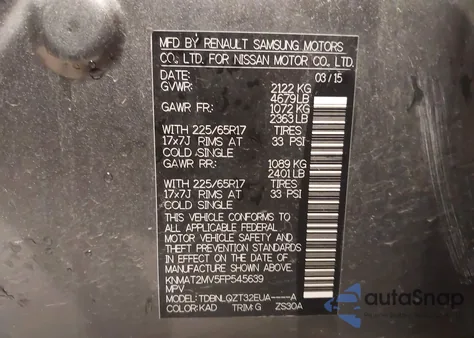 MFD BY RENAULT SAMSUNG MOTORS
CO., LTD. FOR NISSAN MOTOR CO., LTD.
DATE: 03/15
GVWR: 2122 KG
4679 LB
GAWR FR: 1072 KG
2363 LB
WITH 225/65R17 TIRES
17x7J RIMS AT 33 PSI
COLD SINGLE
GAWR RR: 1089 KG
2401 LB
WITH 225/65R17 TIRES
17x7J RIMS AT 33 PSI
COLD SINGLE
THIS VEHICLE CONFORMS TO
ALL APPLICABLE FEDERAL
MOTOR VEHICLE SAFETY AND
THEFT PREVENTION STANDARDS
IN EFFECT ON THE DATE OF
MANUFACTURE SHOWN ABOVE.
KNMAT2MV5FP545639
MPV
MODEL: TDBNLQZT32EUA----A
COLOR: KAD TRIM: G ZS30A
autoSnap